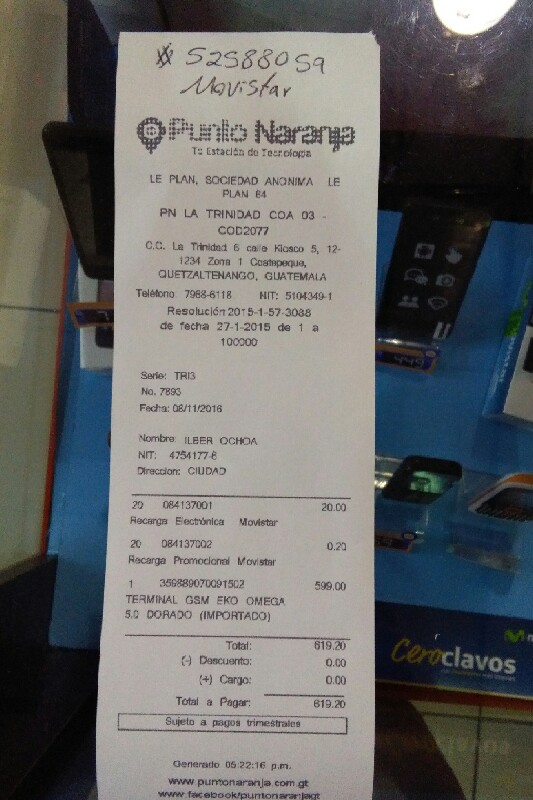 52588059
Movistar
Punto Naranja
Tu Estación de Tecnología
LE PLAN, SOCIEDAD ANONIMA LE
PLAN 84
PN LA TRINIDAD COA 03 -
COD2077
C.C. La Trinidad 6 calle Kiosco 5, 12-
1234 Zona 1 Coatepeque,
QUETZALTENANGO, GUATEMALA
Teléfono: 7968-6118 NIT: 5104349-1
Resolución 2015-1-57-3088
de fecha 27-1-2015 de 1 a
100000
Serie: TRI3
No. 7893
Fecha: 08/11/2016
Nombre: ILBER OCHOA
NIT: 4754177-6
Direccion: CIUDAD
20 084137001 20.00
Recarga Electrónica Movistar
20 084137002 0.20
Recarga Promocional Movistar
1 359889070091502 599.00
TERMINAL GSM EKO OMEGA
5.0 DORADO (IMPORTADO)
Total: 619.20
(-) Descuento: 0.00
(+) Cargo: 0.00
Total a Pagar: 619.20
Sujeto a pagos trimestrales
Generado 05:22:16 p.m.
www.puntonaranja.com.gt
www.facebook/puntonaranjagt
449
Ceroclavos